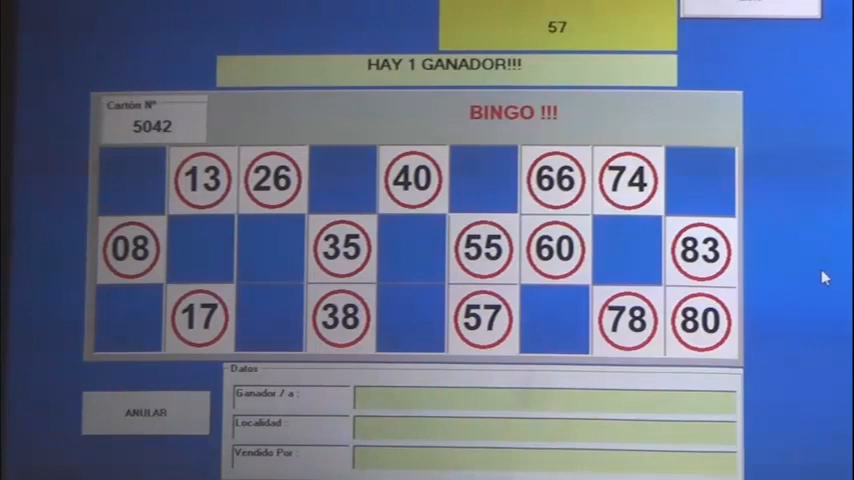 57
HAY 1 GANADOR!!!
Cartón Nº
5042
BINGO !!!
13 26 40 66 74
08 35 55 60 83
17 38 57 78 80
Datos
Ganador / a :
Localidad :
Vendido Por :
ANULAR